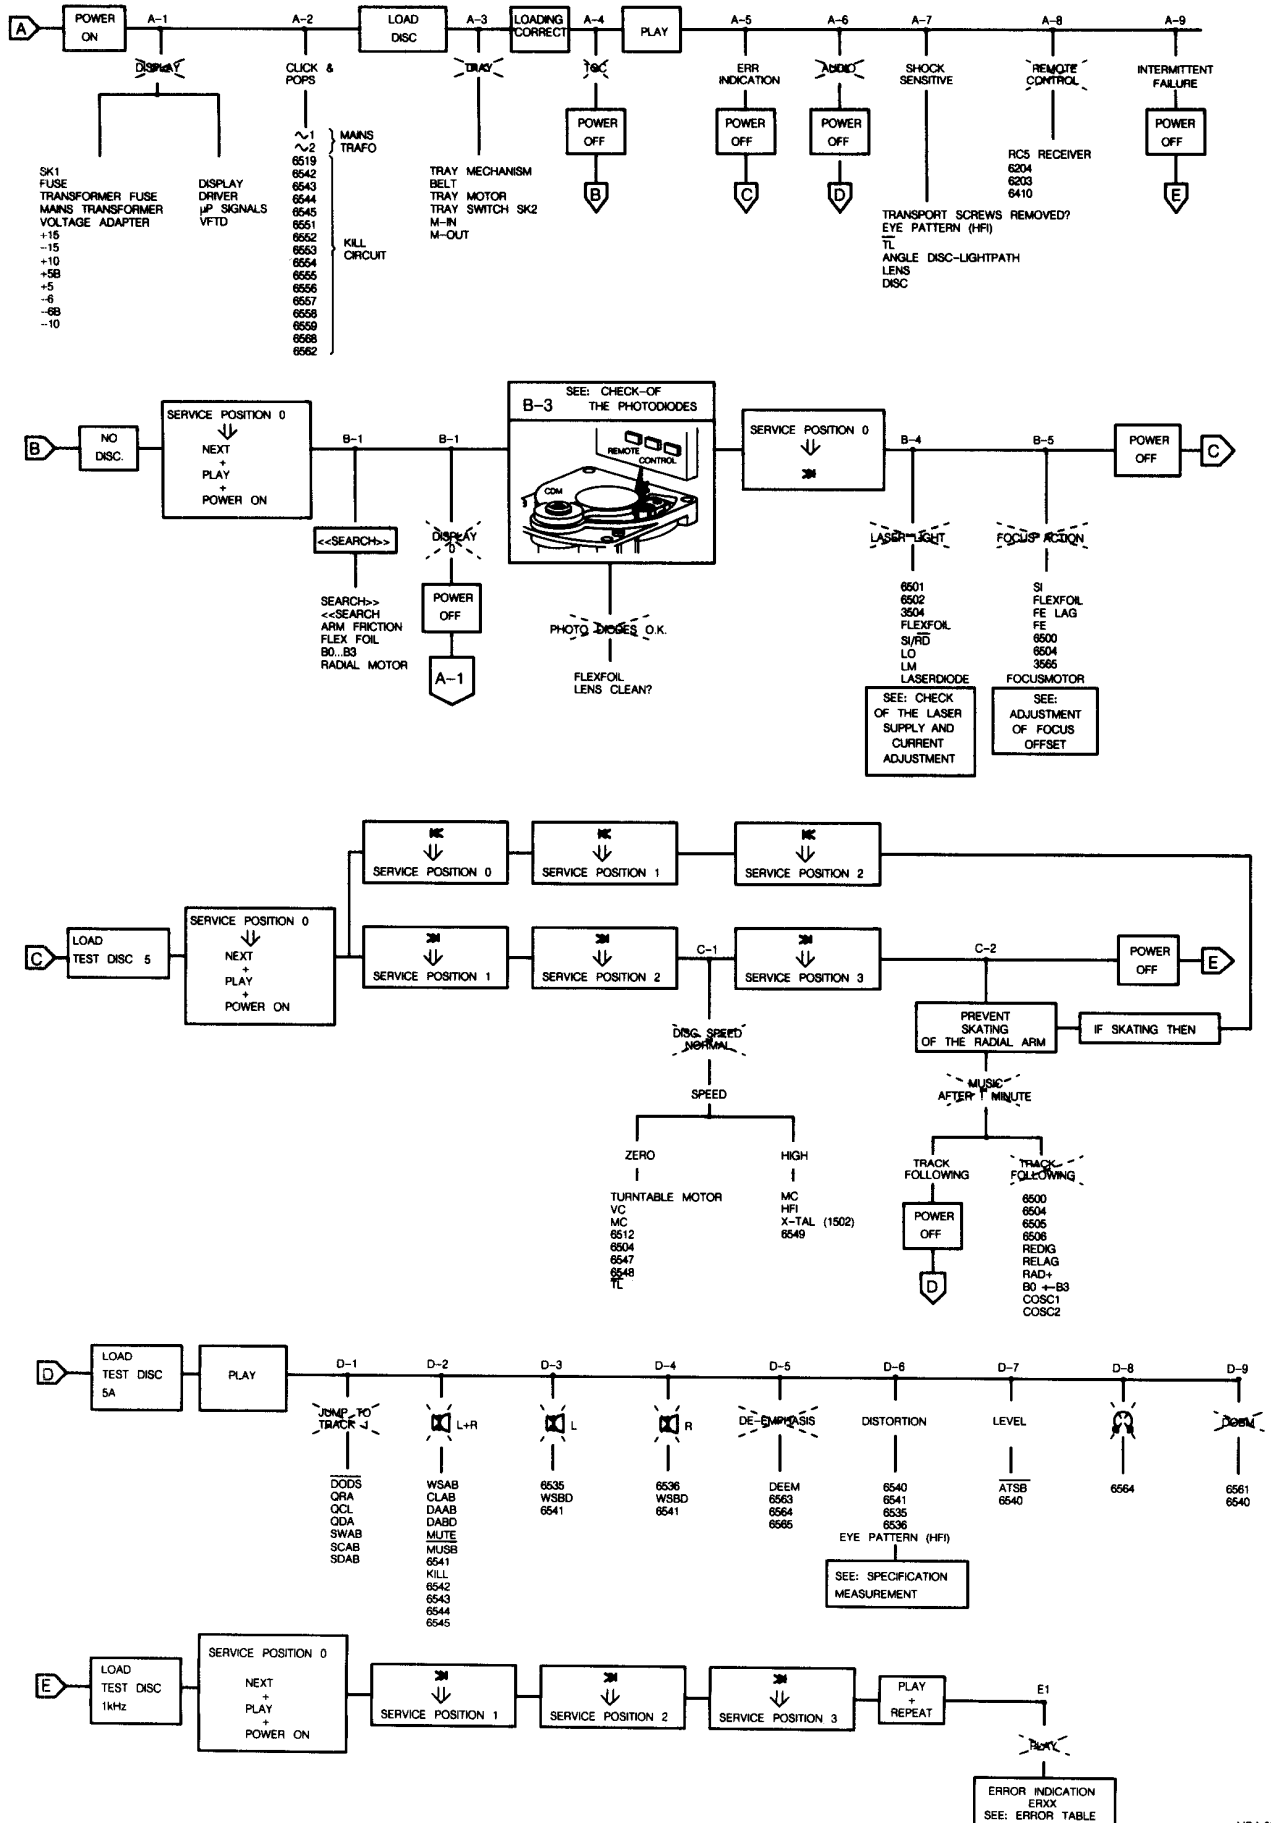 A
POWER ON
A-1
A-2
LOAD DISC
A-3
LOADING CORRECT
A-4
PLAY
A-5
A-6
A-7
A-8
A-9
DISPLAY
CLICK & POPS
TRAY
TOC
ERR INDICATION
AUDIO
SHOCK SENSITIVE
REMOTE CONTROL
INTERMITTENT FAILURE
SK1
FUSE
TRANSFORMER FUSE
MAINS TRANSFORMER
VOLTAGE ADAPTER
+15
--15
+10
+5B
+5
--6
--6B
--10
DISPLAY
DRIVER
µP SIGNALS
VFTD
∿1
∿2
MAINS TRAFO
6519
6542
6543
6544
6545
6551
6552
6553
6554
6555
6556
6557
6558
6559
6568
6562
KILL CIRCUIT
TRAY MECHANISM
BELT
TRAY MOTOR
TRAY SWITCH SK2
M-IN
M-OUT
POWER OFF
B
POWER OFF
C
POWER OFF
D
TRANSPORT SCREWS REMOVED?
EYE PATTERN (HFI)
T̅L̅
ANGLE DISC-LIGHTPATH
LENS
DISC
RC5 RECEIVER
6204
6203
6410
POWER OFF
E
B
NO DISC.
SERVICE POSITION 0
⇓
NEXT
+
PLAY
+
POWER ON
B-1
B-1
B-3
SEE: CHECK-OF THE PHOTODIODES
REMOTE CONTROL
CDM
SERVICE POSITION 0
⇓
B-4
B-5
POWER OFF
C
<<SEARCH>>
SEARCH>>
<<SEARCH
ARM FRICTION
FLEX FOIL
B0...B3
RADIAL MOTOR
DISPLAY 0
POWER OFF
A-1
PHOTO DIODES O.K.
FLEXFOIL
LENS CLEAN?
LASER LIGHT
6501
6502
3504
FLEXFOIL
SI/R̅D̅
LO
LM
LASERDIODE
SEE: CHECK
OF THE LASER
SUPPLY AND
CURRENT
ADJUSTMENT
FOCUS ACTION
SI
FLEXFOIL
FE LAG
FE
6500
6504
3565
FOCUSMOTOR
SEE:
ADJUSTMENT
OF FOCUS
OFFSET
C
LOAD
TEST DISC 5
SERVICE POSITION 0
⇓
NEXT
+
PLAY
+
POWER ON
⇓
SERVICE POSITION 0
⇓
SERVICE POSITION 1
⇓
SERVICE POSITION 2
⇓
SERVICE POSITION 1
⇓
SERVICE POSITION 2
C-1
⇓
SERVICE POSITION 3
C-2
POWER OFF
E
PREVENT
SKATING
OF THE RADIAL ARM
IF SKATING THEN
DISC SPEED NORMAL
SPEED
ZERO
TURNTABLE MOTOR
VC
MC
6512
6504
6547
6548
T̅L̅
HIGH
MC
HFI
X-TAL (1502)
6549
MUSIC
AFTER 1 MINUTE
TRACK FOLLOWING
POWER OFF
D
TRACK FOLLOWING
6500
6504
6505
6506
REDIG
RELAG
RAD+
B0 +--B3
COSC1
COSC2
D
LOAD
TEST DISC
5A
PLAY
D-1
D-2
D-3
D-4
D-5
D-6
D-7
D-8
D-9
JUMP TO TRACK 1
D̅O̅D̅S̅
QRA
QCL
QDA
SWAB
SCAB
SDAB
L+R
WSAB
CLAB
DAAB
DABD
MUTE
M̅U̅S̅B̅
6541
KILL
6542
6543
6544
6545
L
6535
WSBD
6541
R
6536
WSBD
6541
DE-EMPHASIS
DEEM
6563
6564
6565
DISTORTION
6540
6541
6535
6536
EYE PATTERN (HFI)
SEE: SPECIFICATION
MEASUREMENT
LEVEL
A̅T̅S̅B̅
6540
6564
DOBM
6561
6540
E
LOAD
TEST DISC
1kHz
SERVICE POSITION 0
NEXT
+
PLAY
+
POWER ON
⇓
SERVICE POSITION 1
⇓
SERVICE POSITION 2
⇓
SERVICE POSITION 3
PLAY
+
REPEAT
E1
PLAY
ERROR INDICATION
ERXX
SEE: ERROR TABLE